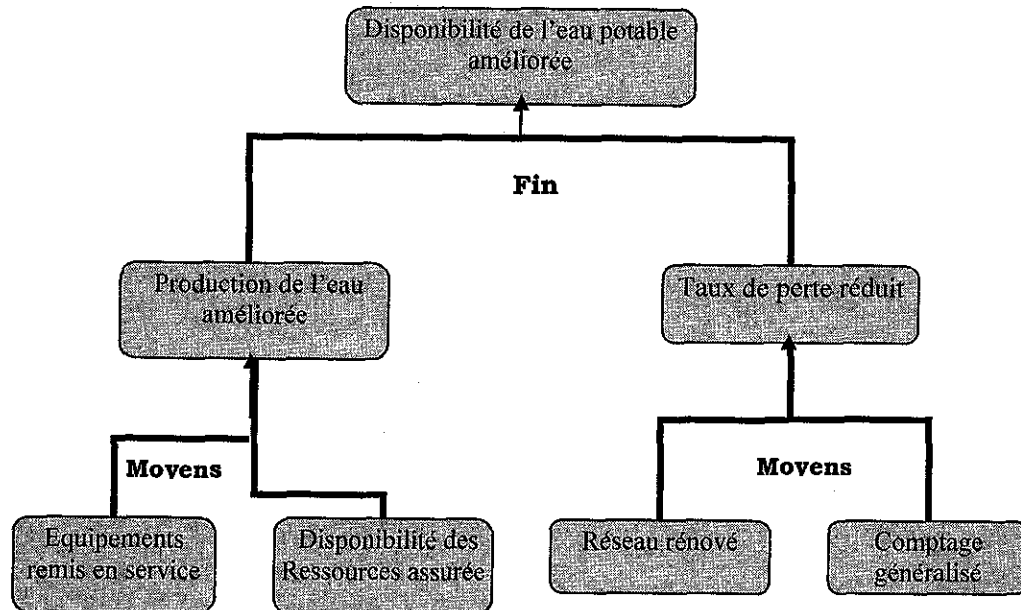 Disponibilité de l'eau potable
améliorée
Fin
Production de l'eau
améliorée
Taux de perte réduit
Moyens
Moyens
Equipements
remis en service
Disponibilité des
Ressources assurée
Réseau rénové
Comptage
généralisé